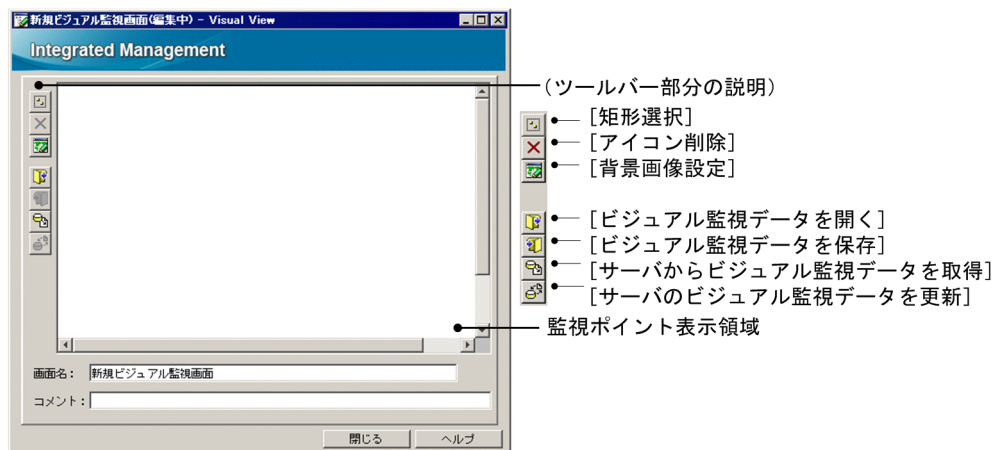 新規ビジュアル監視画面(編集中) - Visual View
Integrated Management
(ツールバー部分の説明)
[矩形選択]
[アイコン削除]
[背景画像設定]
[ビジュアル監視データを開く]
[ビジュアル監視データを保存]
[サーバからビジュアル監視データを取得]
[サーバのビジュアル監視データを更新]
監視ポイント表示領域
画面名：
新規ビジュアル監視画面
コメント：
閉じる
ヘルプ